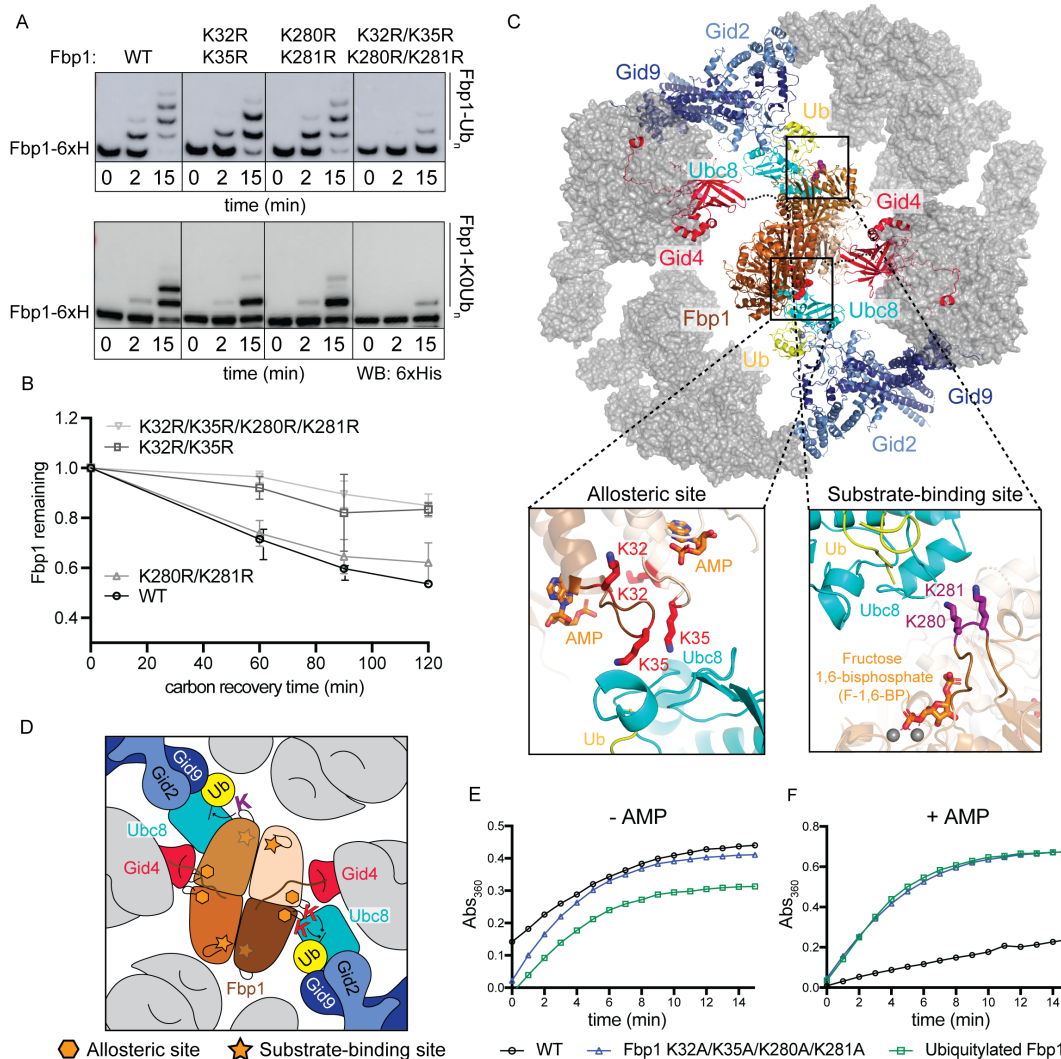 A
Fbp1: WT K32R K35R K280R K281R K32R/K35R K280R/K281R
Fbp1-6xH
Fbp1-Ubn
0 2 15 0 2 15 0 2 15 0 2 15
time (min)
Fbp1-6xH
Fbp1-K0Ubn
0 2 15 0 2 15 0 2 15 0 2 15
time (min) WB: 6xHis
B
Fbp1 remaining
1.2
1.0
0.8
0.6
0.4
K32R/K35R/K280R/K281R
K32R/K35R
K280R/K281R
WT
0 20 40 60 80 100 120
carbon recovery time (min)
C
Gid2
Gid9
Ub
Ubc8
Gid4
Gid4
Fbp1
Ubc8
Ub
Gid9
Gid2
Allosteric site
K32
K32
AMP
AMP
K35
K35
Ubc8
Ub
Substrate-binding site
Ub
Ubc8
K281
K280
Fructose
1,6-bisphosphate
(F-1,6-BP)
D
Gid9
Gid2
Ub
K
Ubc8
Gid4
Gid4
K
K
Ubc8
Ub
Gid2
Gid9
Fbp1
Allosteric site Substrate-binding site
E
- AMP
Abs360
0.5
0.4
0.3
0.2
0.1
0.0
0 2 4 6 8 10 12 14
time (min)
F
+ AMP
Abs360
0.8
0.6
0.4
0.2
0.0
0 2 4 6 8 10 12 14
time (min)
WT Fbp1 K32A/K35A/K280A/K281A Ubiquitylated Fbp1